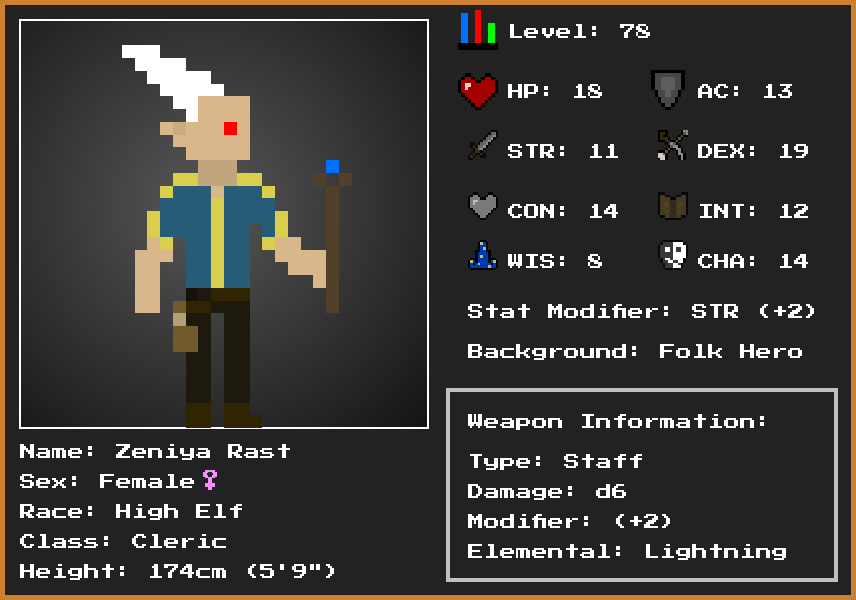 Level: 78
HP: 18 AC: 13
STR: 11 DEX: 19
CON: 14 INT: 12
WIS: 8 CHA: 14
Stat Modifier: STR (+2)
Background: Folk Hero
Weapon Information:
Type: Staff
Damage: d6
Modifier: (+2)
Elemental: Lightning
Name: Zeniya Rast
Sex: Female♀
Race: High Elf
Class: Cleric
Height: 174cm (5'9")